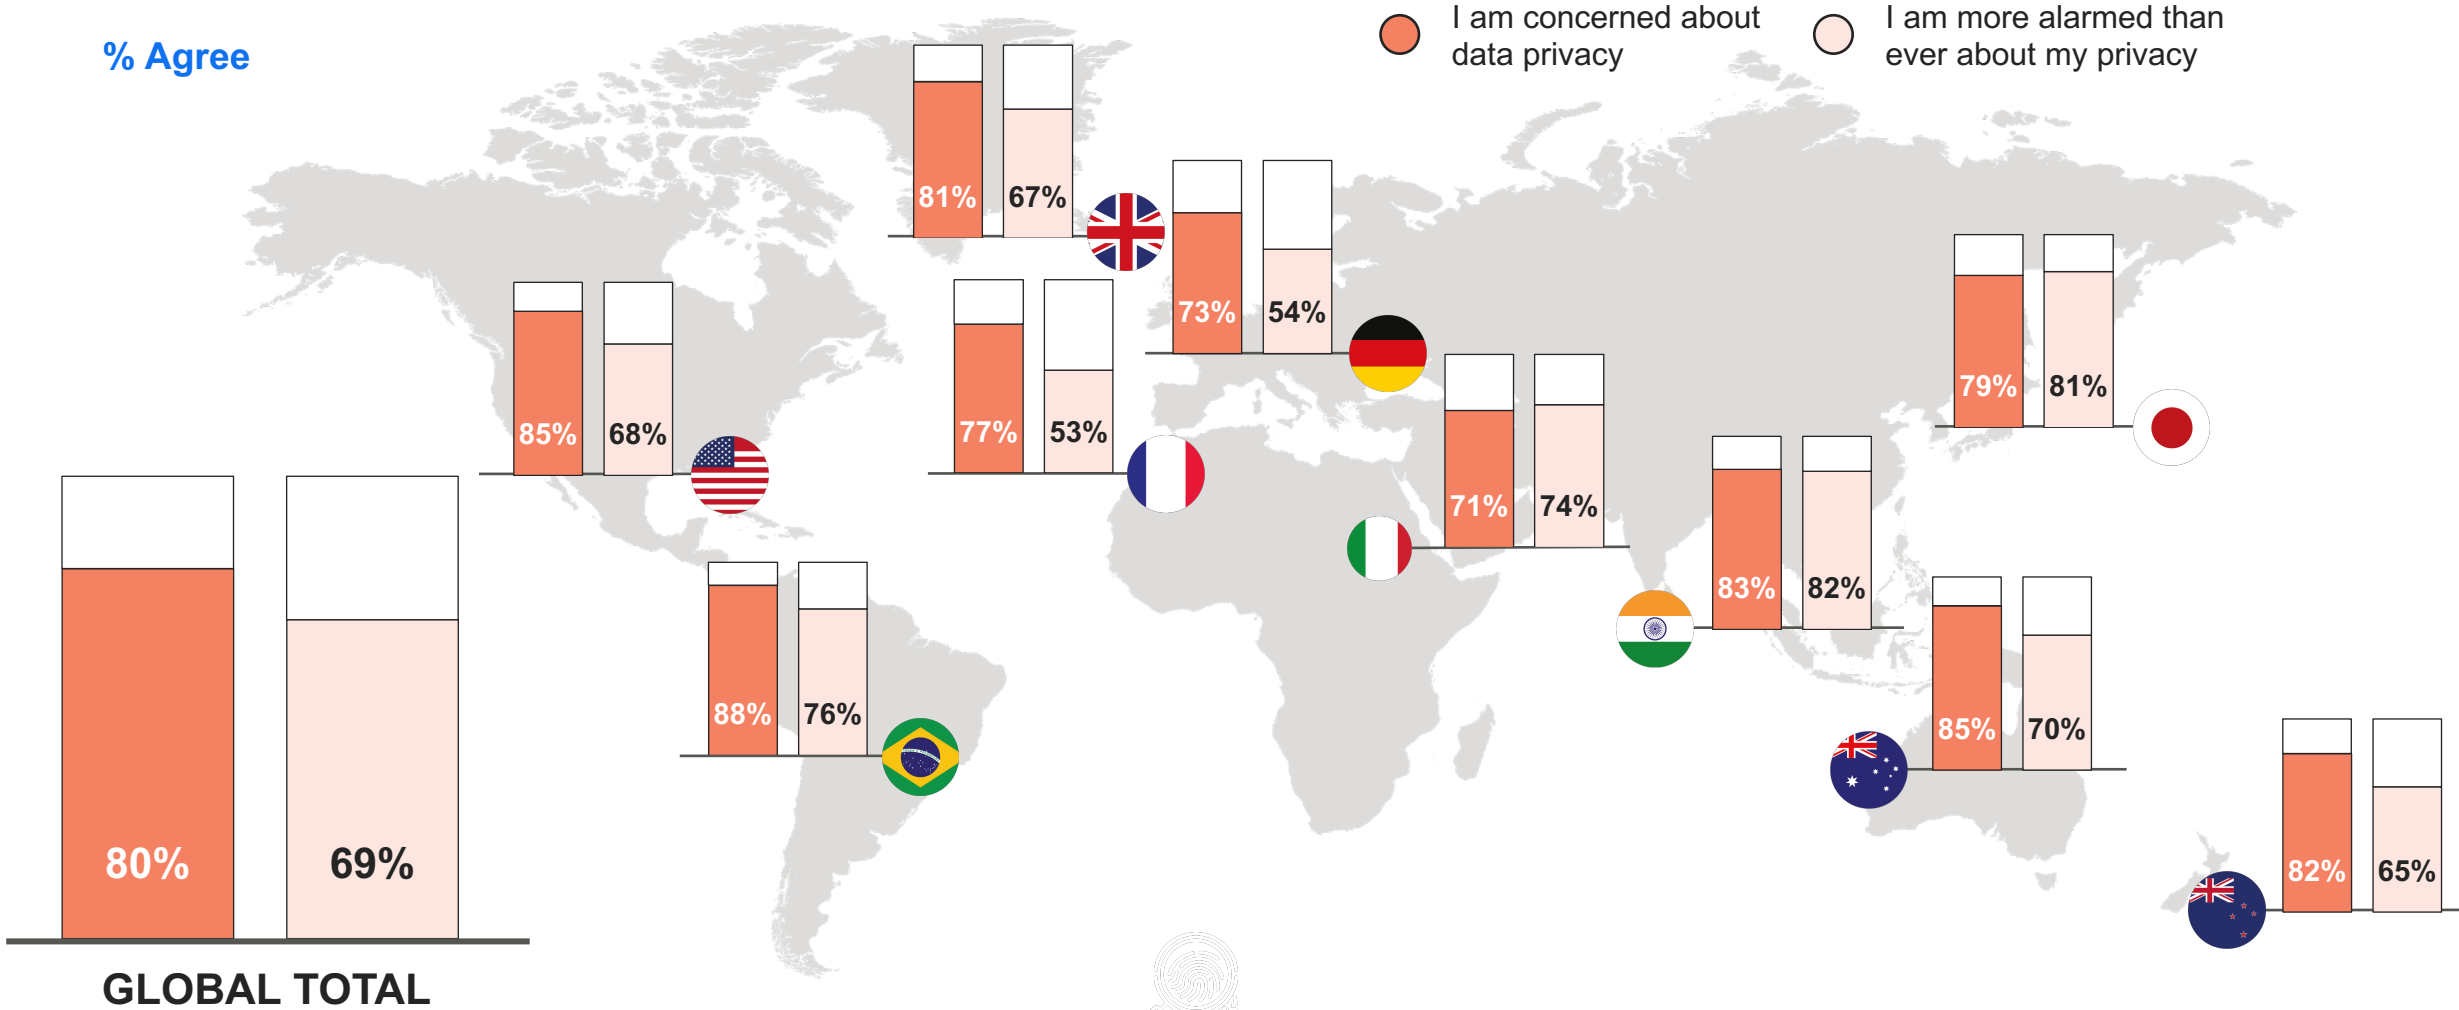 % Agree
I am concerned about
data privacy
I am more alarmed than
ever about my privacy
81% 67%
73% 54%
85% 68%
77% 53%
79% 81%
71% 74%
83% 82%
88% 76%
85% 70%
82% 65%
80% 69%
GLOBAL TOTAL